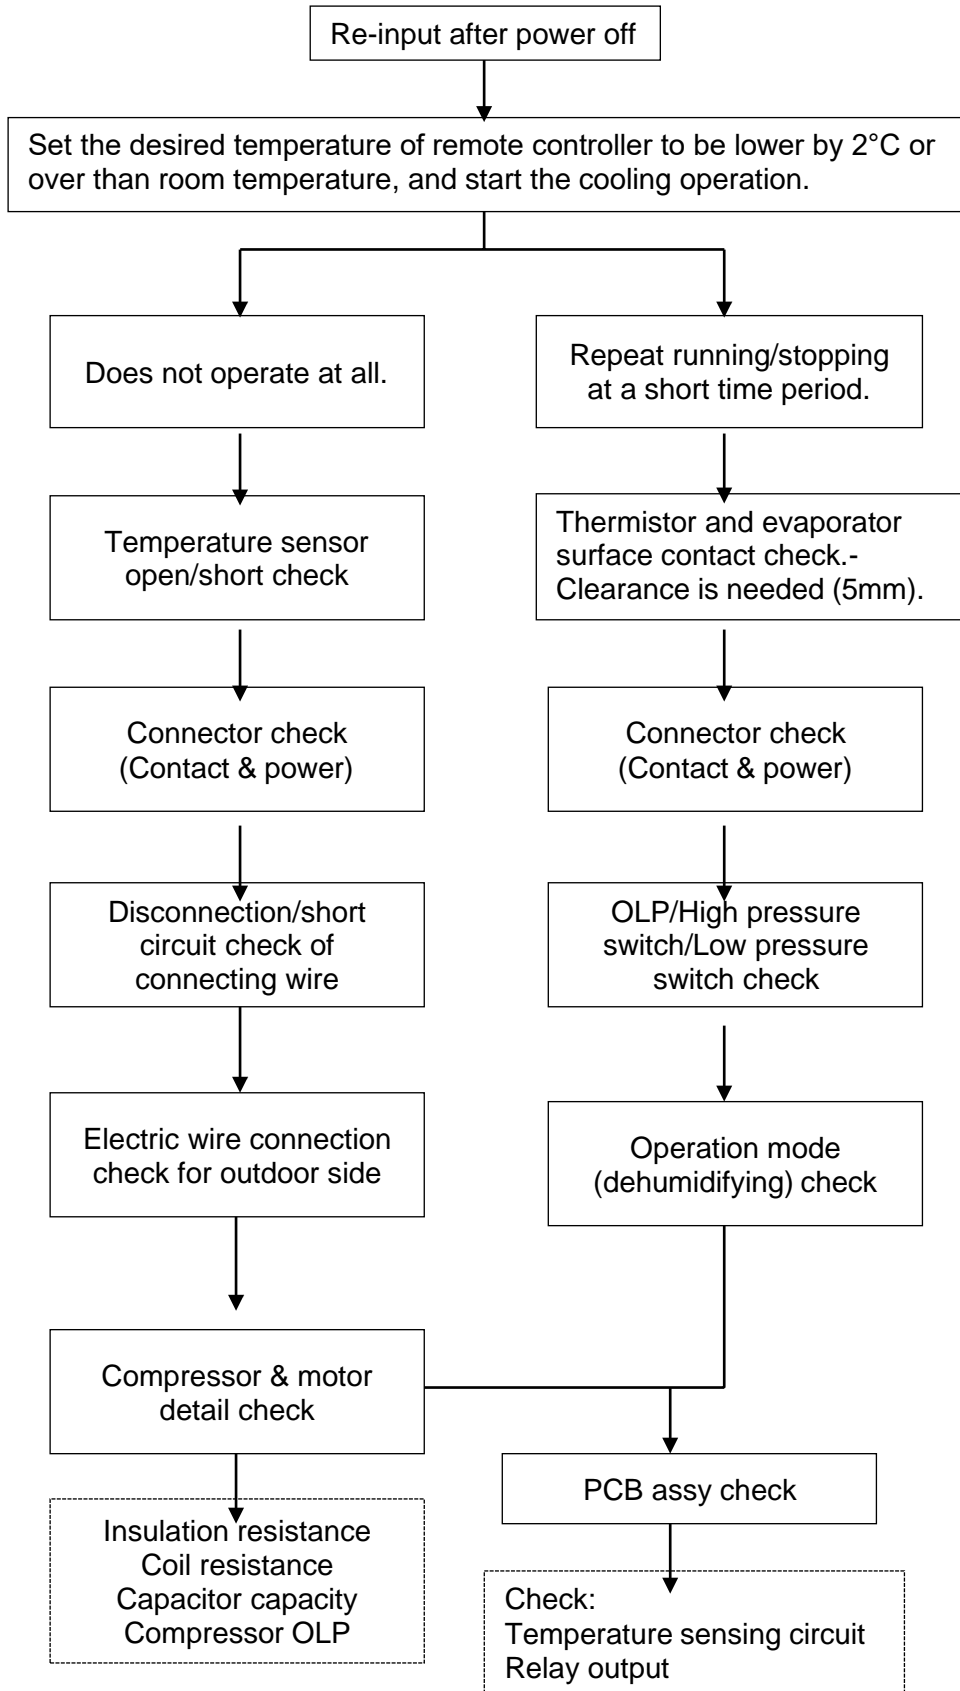 Re-input after power off
Set the desired temperature of remote controller to be lower by 2°C or
over than room temperature, and start the cooling operation.
Does not operate at all.
Repeat running/stopping
at a short time period.
Temperature sensor
open/short check
Thermistor and evaporator
surface contact check.-
Clearance is needed (5mm).
Connector check
(Contact & power)
Connector check
(Contact & power)
Disconnection/short
circuit check of
connecting wire
OLP/High pressure
switch/Low pressure
switch check
Electric wire connection
check for outdoor side
Operation mode
(dehumidifying) check
Compressor & motor
detail check
PCB assy check
Insulation resistance
Coil resistance
Capacitor capacity
Compressor OLP
Check:
Temperature sensing circuit
Relay output